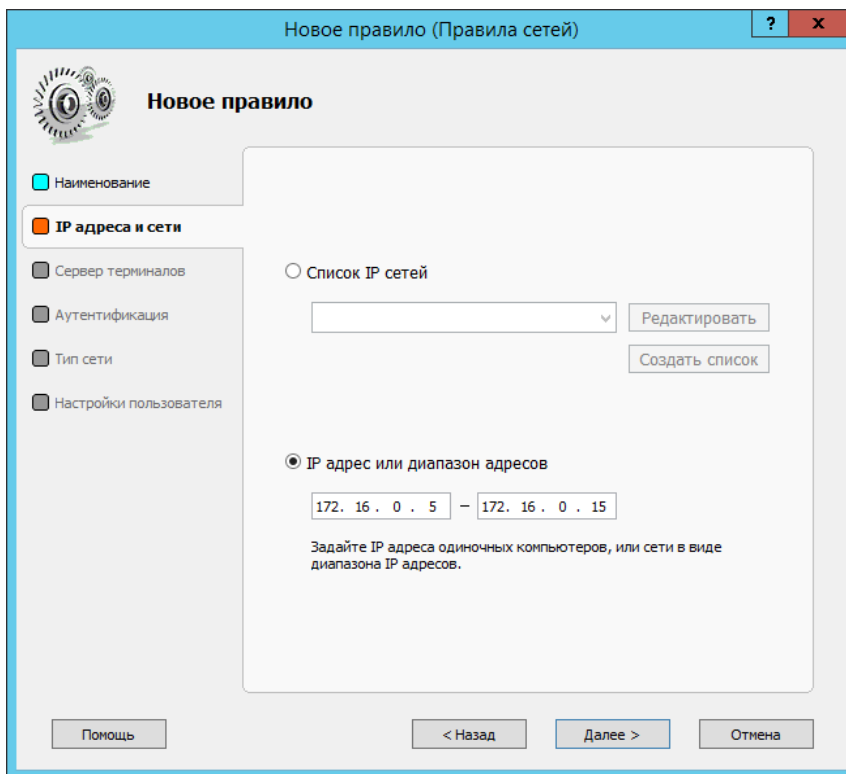 Новое правило (Правила сетей)
?
x
Новое правило
Наименование
IP адреса и сети
Сервер терминалов
Аутентификация
Тип сети
Настройки пользователя
Список IP сетей
Редактировать
Создать список
IP адрес или диапазон адресов
172. 16 . 0 . 5 – 172. 16 . 0 . 15
Задайте IP адреса одиночных компьютеров, или сети в виде
диапазона IP адресов.
Помощь
< Назад
Далее >
Отмена